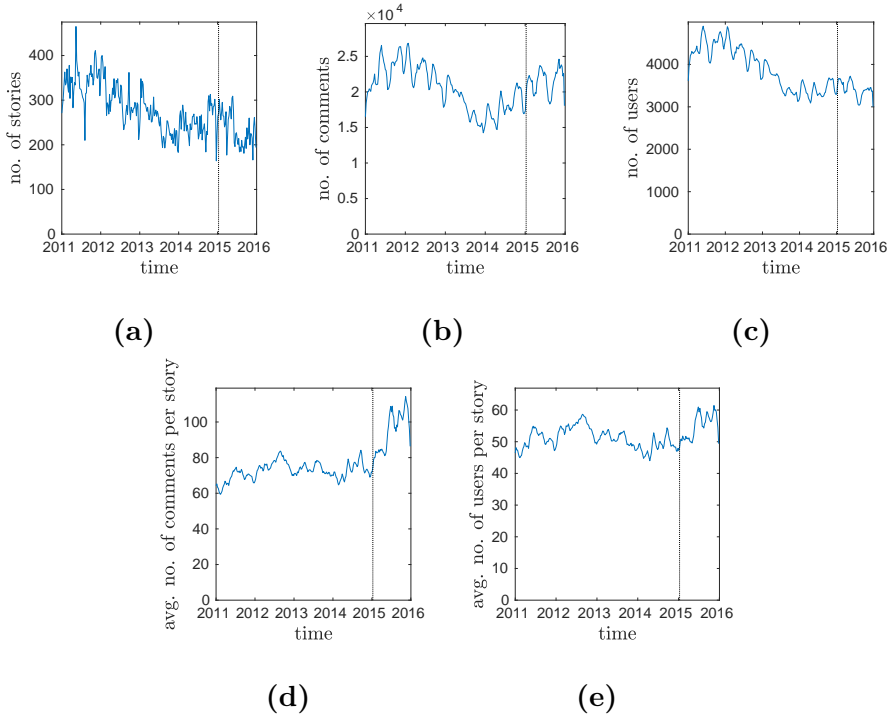 no. of stories
400
300
200
100
0
2011 2012 2013 2014 2015 2016
time
(a)
×10⁴
no. of comments
2.5
2
1.5
1
0.5
0
2011 2012 2013 2014 2015 2016
time
(b)
no. of users
4000
3000
2000
1000
0
2011 2012 2013 2014 2015 2016
time
(c)
avg. no. of comments per story
100
80
60
40
20
0
2011 2012 2013 2014 2015 2016
time
(d)
avg. no. of users per story
60
50
40
30
20
10
0
2011 2012 2013 2014 2015 2016
time
(e)